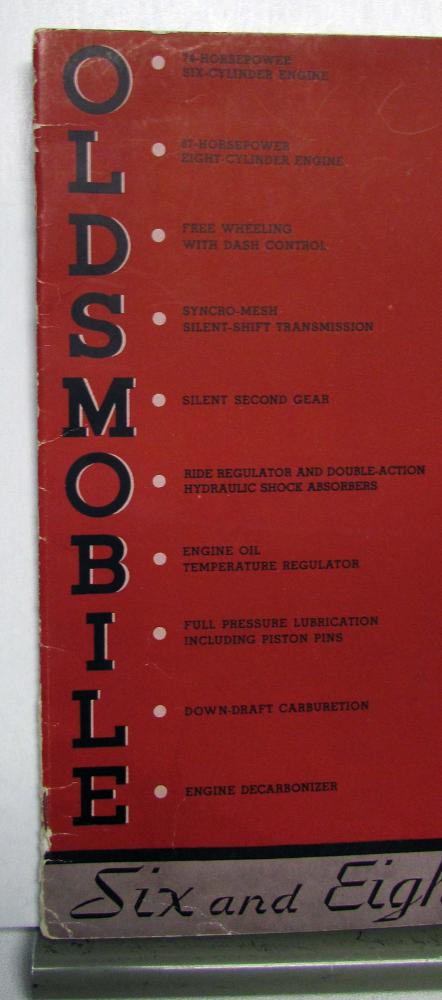 OLDSMOBILE
74-HORSEPOWER
SIX-CYLINDER ENGINE
87-HORSEPOWER
EIGHT-CYLINDER ENGINE
FREE WHEELING
WITH DASH CONTROL
SYNCRO-MESH
SILENT-SHIFT TRANSMISSION
SILENT SECOND GEAR
RIDE REGULATOR AND DOUBLE-ACTION
HYDRAULIC SHOCK ABSORBERS
ENGINE OIL
TEMPERATURE REGULATOR
FULL PRESSURE LUBRICATION
INCLUDING PISTON PINS
DOWN-DRAFT CARBURETION
ENGINE DECARBONIZER
Six and Eigh